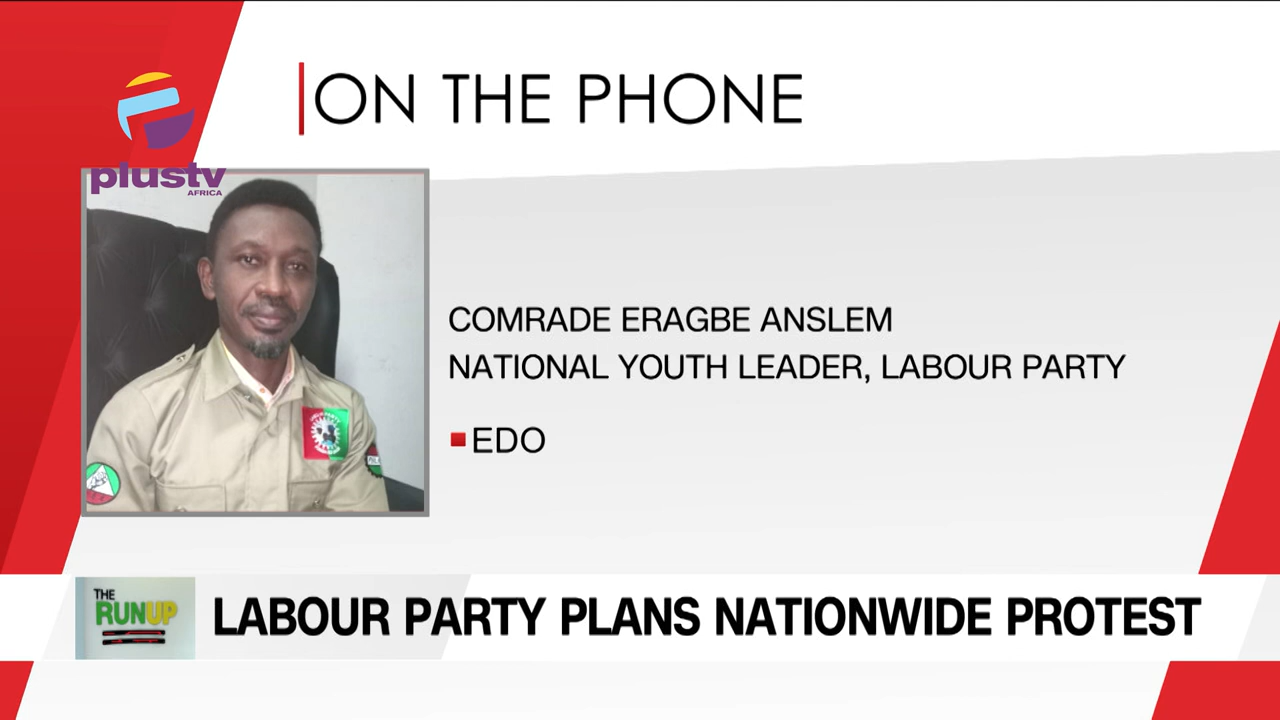 ON THE PHONE
plustv
AFRICA
COMRADE ERAGBE ANSLEM
NATIONAL YOUTH LEADER, LABOUR PARTY
EDO
THE
RUNUP
LABOUR PARTY PLANS NATIONWIDE PROTEST